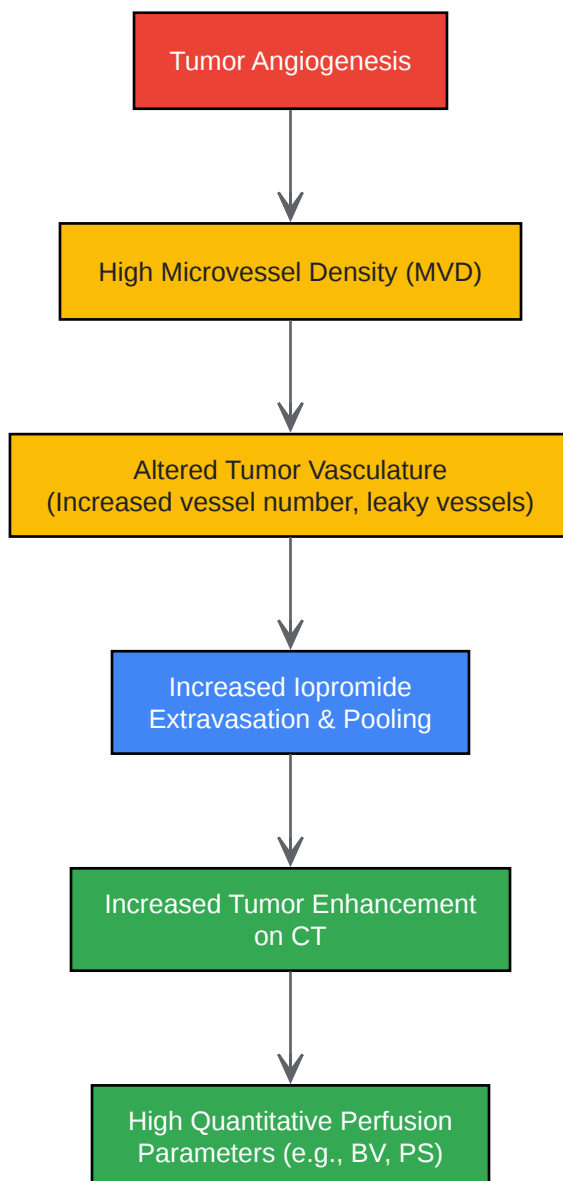 Tumor Angiogenesis
High Microvessel Density (MVD)
Altered Tumor Vasculature
(Increased vessel number, leaky vessels)
Increased Iopromide
Extravasation & Pooling
Increased Tumor Enhancement
on CT
High Quantitative Perfusion
Parameters (e.g., BV, PS)